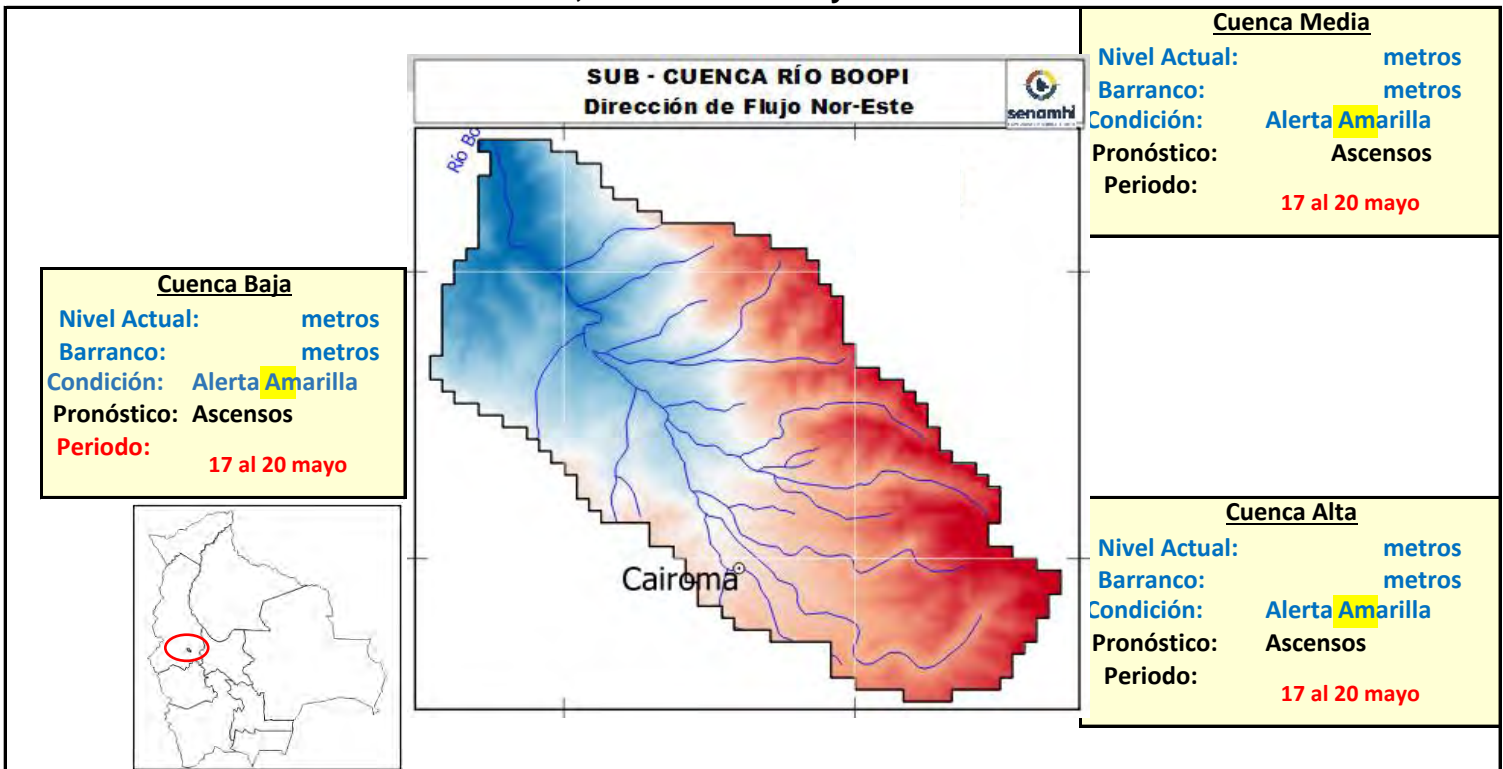 SUB - CUENCA RÍO BOOPI
Dirección de Flujo Nor-Este
senamhi
Río Bo
Cairoma
Cuenca Media
Nivel Actual: metros
Barranco: metros
Condición: Alerta Amarilla
Pronóstico: Ascensos
Periodo:
17 al 20 mayo
Cuenca Baja
Nivel Actual: metros
Barranco: metros
Condición: Alerta Amarilla
Pronóstico: Ascensos
Periodo:
17 al 20 mayo
Cuenca Alta
Nivel Actual: metros
Barranco: metros
Condición: Alerta Amarilla
Pronóstico: Ascensos
Periodo:
17 al 20 mayo